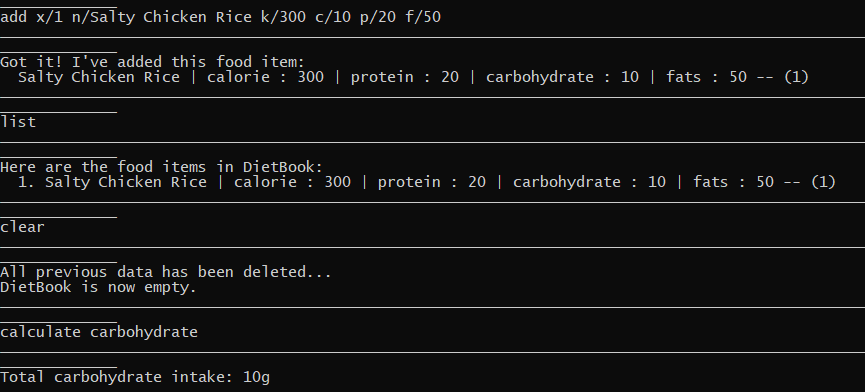 add x/1 n/Salty Chicken Rice k/300 c/10 p/20 f/50
Got it! I've added this food item:
Salty Chicken Rice | calorie : 300 | protein : 20 | carbohydrate : 10 | fats : 50 -- (1)
list
Here are the food items in DietBook:
1. Salty Chicken Rice | calorie : 300 | protein : 20 | carbohydrate : 10 | fats : 50 -- (1)
clear
All previous data has been deleted...
DietBook is now empty.
calculate carbohydrate
Total carbohydrate intake: 10g